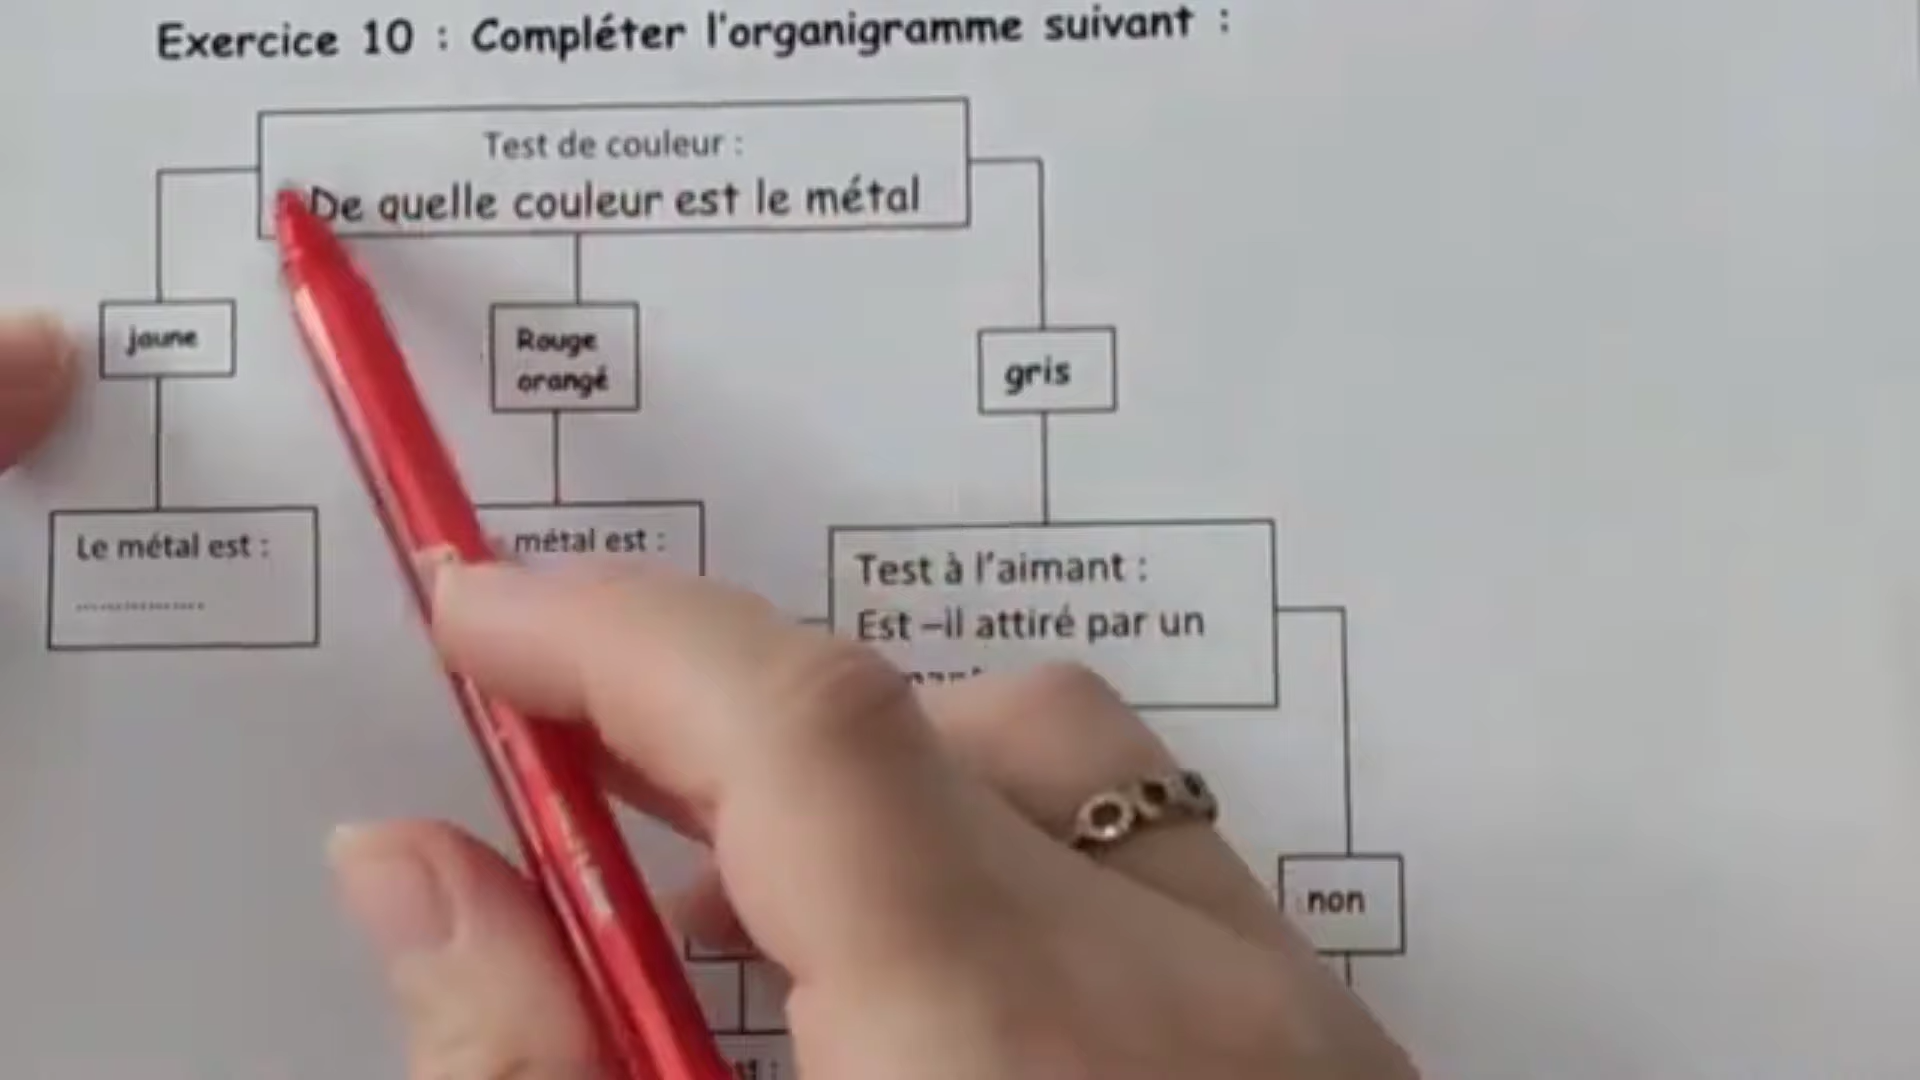 Exercice 10 : Compléter l'organigramme suivant :
Test de couleur :
De quelle couleur est le métal
jaune
Rouge
orangé
gris
Le métal est :
..............
métal est :
Test à l'aimant :
Est –il attiré par un
non